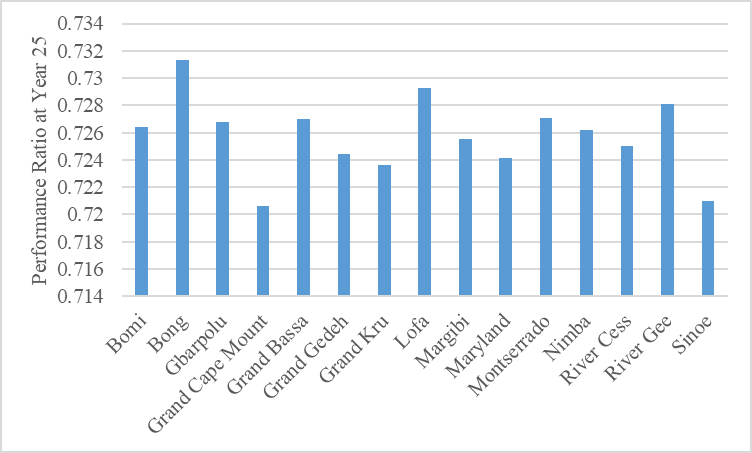 Performance Ratio at Year 25
0.734
0.732
0.73
0.728
0.726
0.724
0.722
0.72
0.718
0.716
0.714
Bomi
Bong
Gbarpolu
Grand Cape Mount
Grand Bassa
Grand Gedeh
Grand Kru
Lofa
Margibi
Maryland
Montserrado
Nimba
River Cess
River Gee
Sinoe